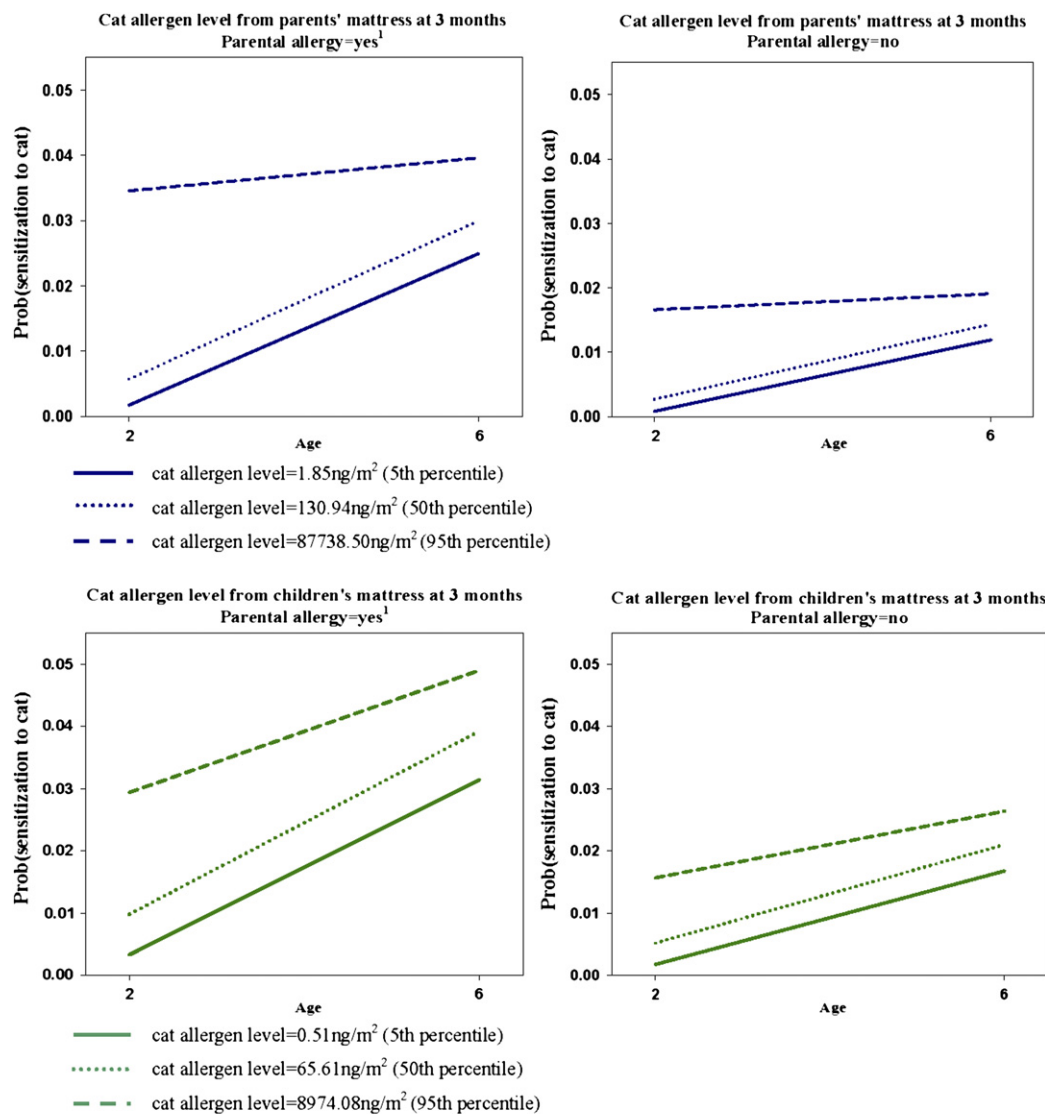 Cat allergen level from parents' mattress at 3 months
Parental allergy=yes¹
Prob(sensitization to cat)
0.05
0.04
0.03
0.02
0.01
0.00
2
6
Age
Cat allergen level from parents' mattress at 3 months
Parental allergy=no
Prob(sensitization to cat)
0.05
0.04
0.03
0.02
0.01
0.00
2
6
Age
cat allergen level=1.85ng/m² (5th percentile)
cat allergen level=130.94ng/m² (50th percentile)
cat allergen level=87738.50ng/m² (95th percentile)
Cat allergen level from children's mattress at 3 months
Parental allergy=yes¹
Prob(sensitization to cat)
0.05
0.04
0.03
0.02
0.01
0.00
2
6
Age
Cat allergen level from children's mattress at 3 months
Parental allergy=no
Prob(sensitization to cat)
0.05
0.04
0.03
0.02
0.01
0.00
2
6
Age
cat allergen level=0.51ng/m² (5th percentile)
cat allergen level=65.61ng/m² (50th percentile)
cat allergen level=8974.08ng/m² (95th percentile)